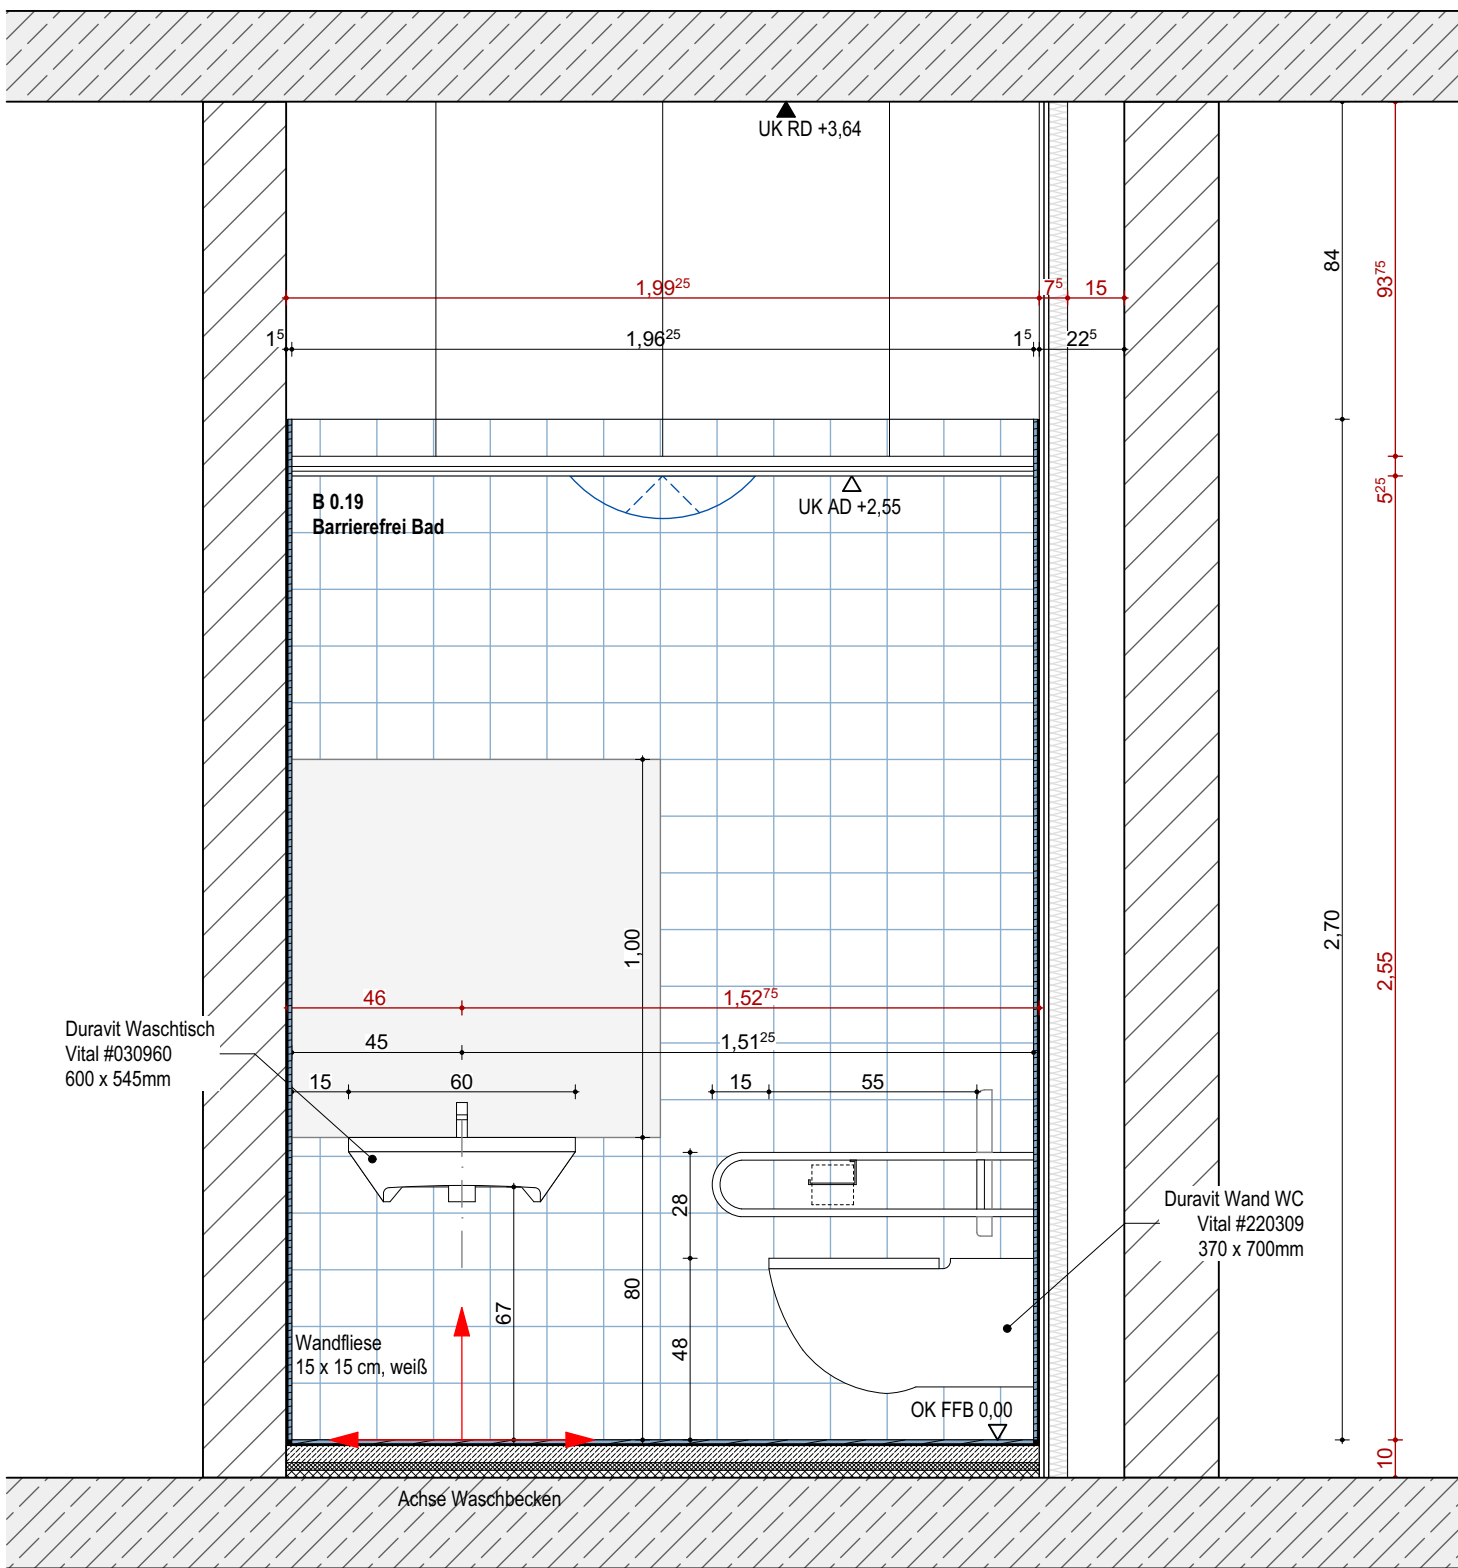 UK RD +3,64
84
93⁷⁵
1,99²⁵
7⁵
15
1⁵
1,96²⁵
1⁵
22⁵
5²⁵
B 0.19
Barrierefrei Bad
UK AD +2,55
2,70
2,55
1,00
46
1,52⁷⁵
45
1,51²⁵
15
60
15
55
Duravit Waschtisch
Vital #030960
600 x 545mm
28
Duravit Wand WC
Vital #220309
370 x 700mm
67
80
48
Wandfliese
15 x 15 cm, weiß
OK FFB 0,00
10
Achse Waschbecken